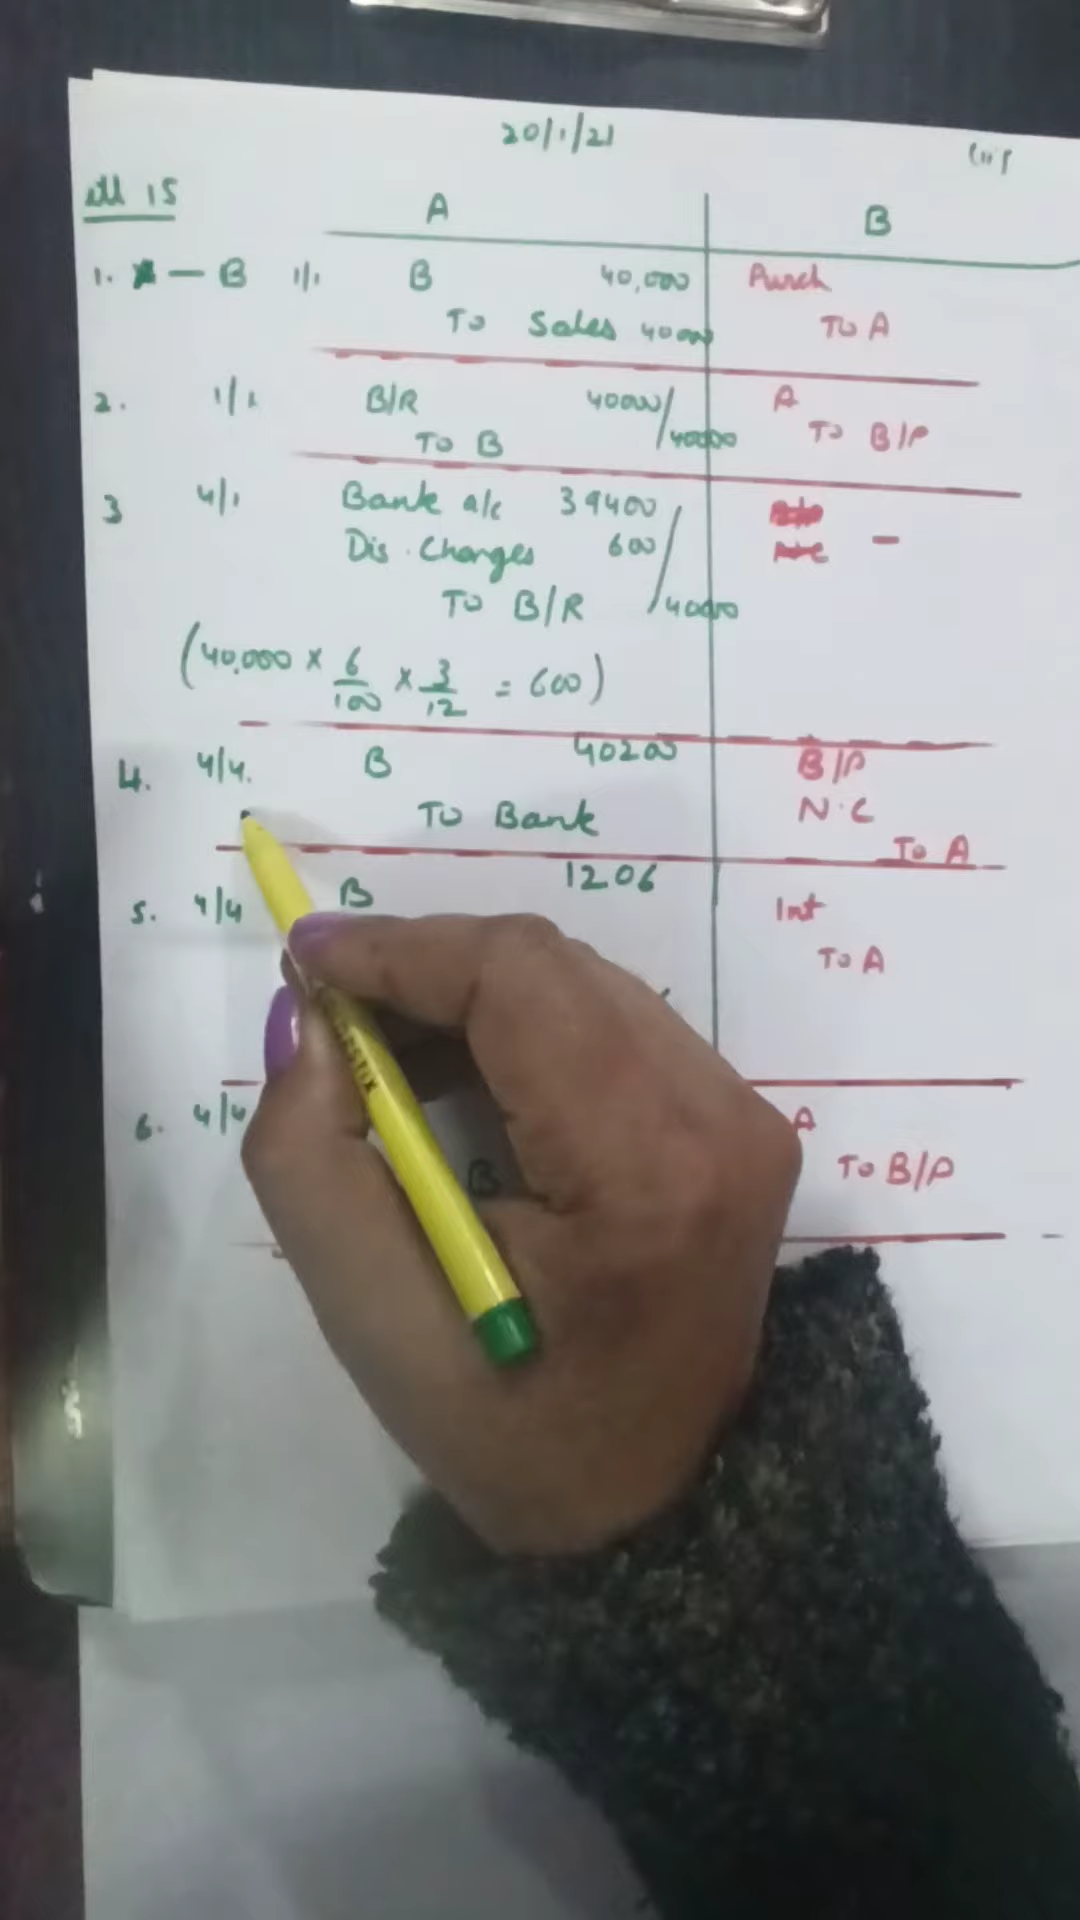 20/1/21
ill 15
A
B
1. — B 1/1 B 40,000 Purch
To Sales 40000 To A
2. 1/1 B/R 40000 A
To B 40000 To B/P
3 4/1 Bank a/c 39400
Dis. Charges 600 –
To B/R 40000
(40,000 × 6/100 × 3/12 = 600)
4. 4/4. B 40200 B/P
N.C
To Bank To A
5. 4/4 B 1206 Int
To A
6. 4/4 A
B To B/P